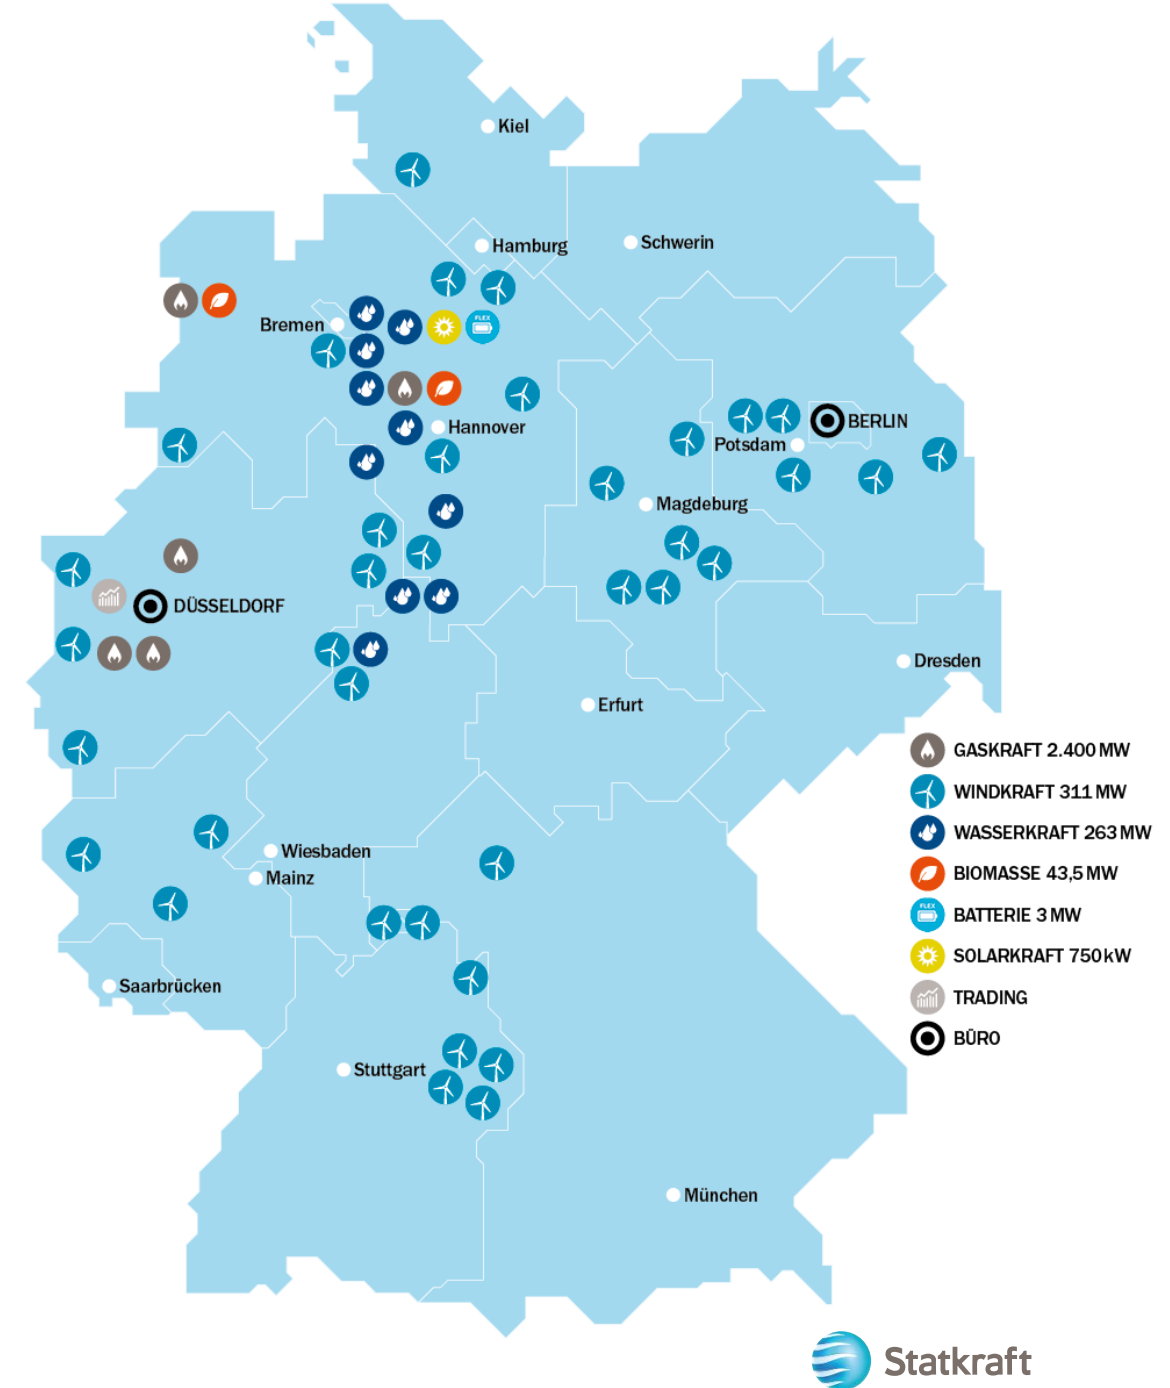 Kiel
Hamburg
Schwerin
Bremen
FLEX
Hannover
BERLIN
Potsdam
Magdeburg
DÜSSELDORF
Dresden
Erfurt
GASKRAFT 2.400 MW
WINDKRAFT 311 MW
WASSERKRAFT 263 MW
Wiesbaden
Mainz
BIOMASSE 43,5 MW
FLEX
BATTERIE 3 MW
SOLARKRAFT 750 kW
Saarbrücken
TRADING
BÜRO
Stuttgart
München
Statkraft